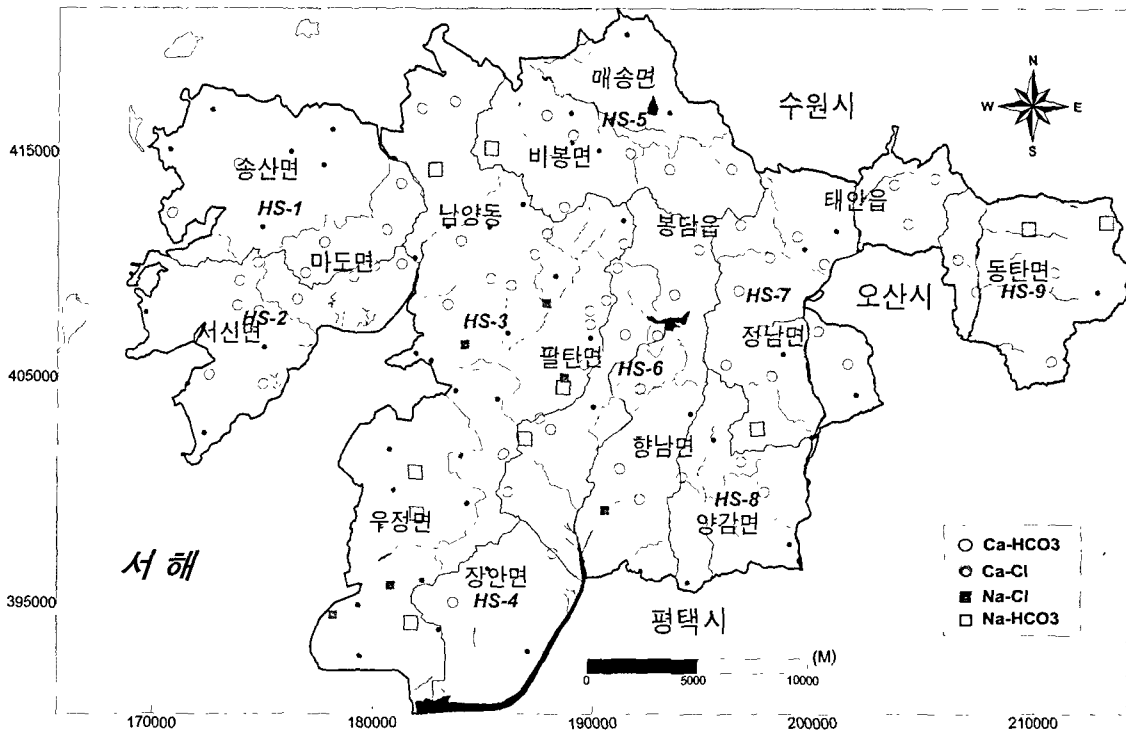 매송면
수원시
N
W
E
S
HS-5
415000
비봉면
송산면
태안읍
HS-1
남양동
봉담읍
마도면
동탄면
HS-9
HS-7
오산시
HS-2
서신면
HS-3
정남면
팔탄면
HS-6
405000
향남면
HS-8
우정면
양감면
서 해
장안면
HS-4
395000
평택시
Ca-HCO3
Ca-Cl
Na-Cl
Na-HCO3
(M)
0
5000
10000
170000
180000
190000
200000
210000